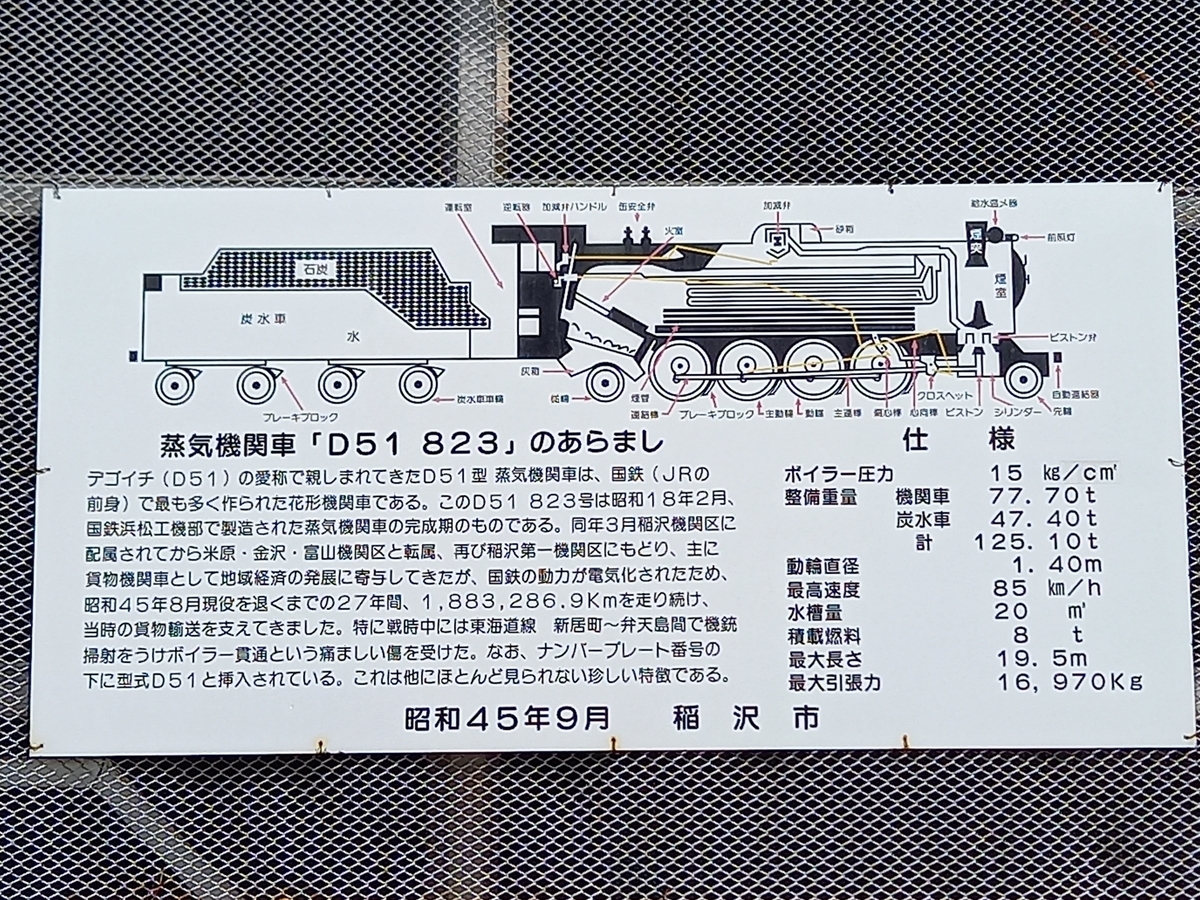 運転室 逆転器 加減弁ハンドル 缶安全弁 火室 加減弁 砂箱 給水温メ器 前照灯
煙突
石炭
煙室
炭水車 水
ピストン弁
灰箱 自動連結器
炭水車車輪 従輪 煙管 クロスヘット
ブレーキブロック 連結棒 ブレーキブロック 主動輪 動輪 主連棒 偏心棒 心向棒 ピストン シリンダー 先輪
蒸気機関車「D51 823」のあらまし
デゴイチ(D51)の愛称で親しまれてきたD51型 蒸気機関車は、国鉄(JRの
前身)で最も多く作られた花形機関車である。このD51 823号は昭和18年2月、
国鉄浜松工機部で製造された蒸気機関車の完成期のものである。同年3月稲沢機関区に
配属されてから米原・金沢・富山機関区と転属、再び稲沢第一機関区にもどり、主に
貨物機関車として地域経済の発展に寄与してきたが、国鉄の動力が電気化されたため、
昭和45年8月現役を退くまでの27年間、1,883,286.9Kmを走り続け、
当時の貨物輸送を支えてきました。特に戦時中には東海道線 新居町~弁天島間で機銃
掃射をうけボイラー貫通という痛ましい傷を受けた。なお、ナンバープレート番号の
下に型式D51と挿入されている。これは他にほとんど見られない珍しい特徴である。
仕 様
ボイラー圧力 15 kg/cm²
整備重量 機関車 77.70t
炭水車 47.40t
計 125.10t
動輪直径 1.40m
最高速度 85 km/h
水槽量 20 m³
積載燃料 8 t
最大長さ 19.5m
最大引張力 16,970Kg
昭和45年9月 稲沢市